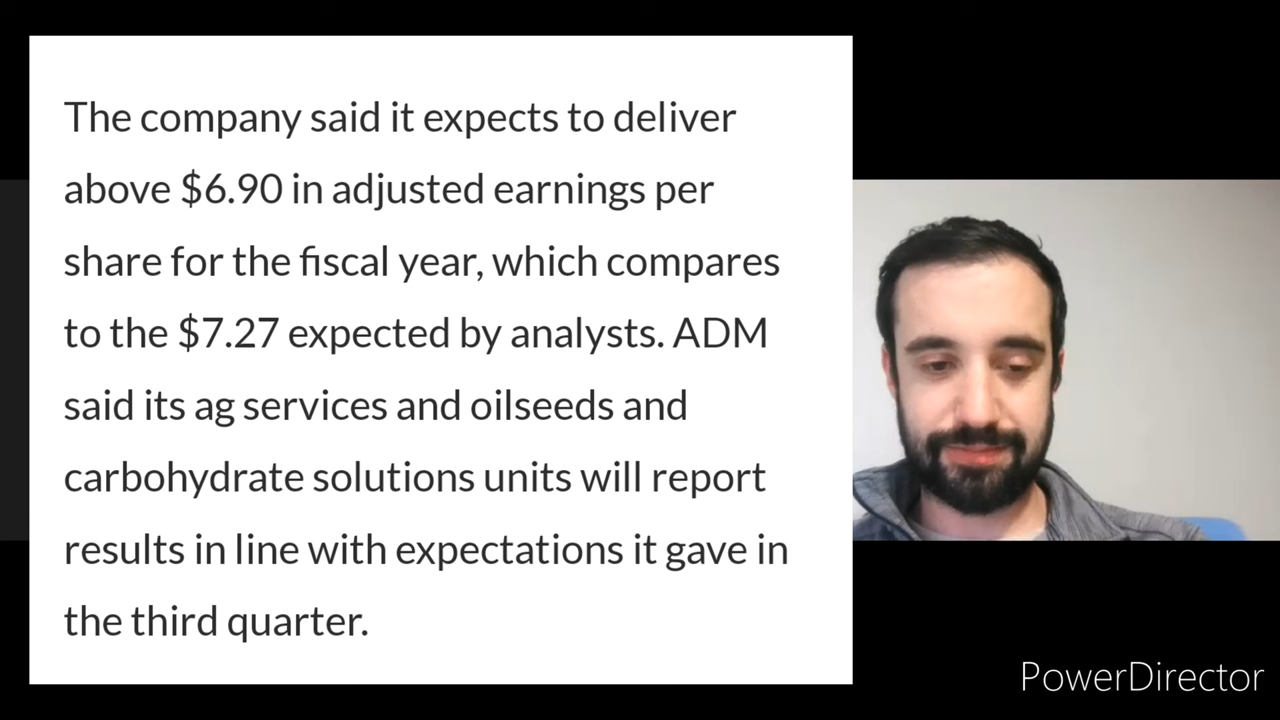 The company said it expects to deliver
above $6.90 in adjusted earnings per
share for the fiscal year, which compares
to the $7.27 expected by analysts. ADM
said its ag services and oilseeds and
carbohydrate solutions units will report
results in line with expectations it gave in
the third quarter.
PowerDirector